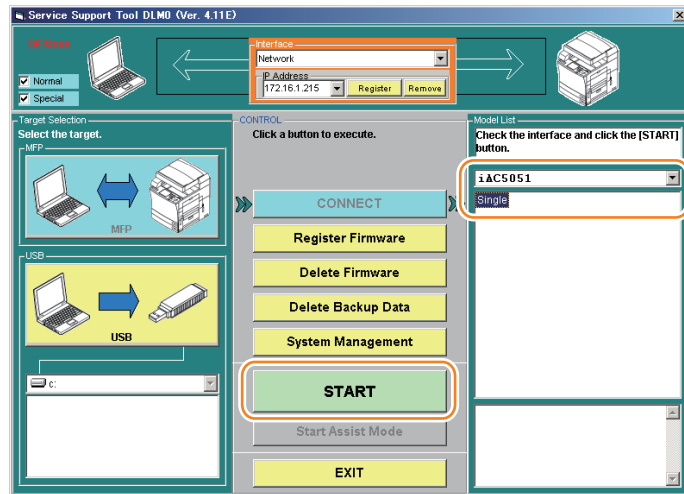 Service Support Tool DLM0 (Ver. 4.11E)
Normal
Special
Interface
Network
IP Address
172.16.1.215
Register
Remove
Target Selection
Select the target.
MFP
MFP
USB
USB
c:
CONTROL
Click a button to execute.
CONNECT
Register Firmware
Delete Firmware
Delete Backup Data
System Management
START
Start Assist Mode
EXIT
Model List
Check the interface and click the [START]
button.
iAC5051
Single